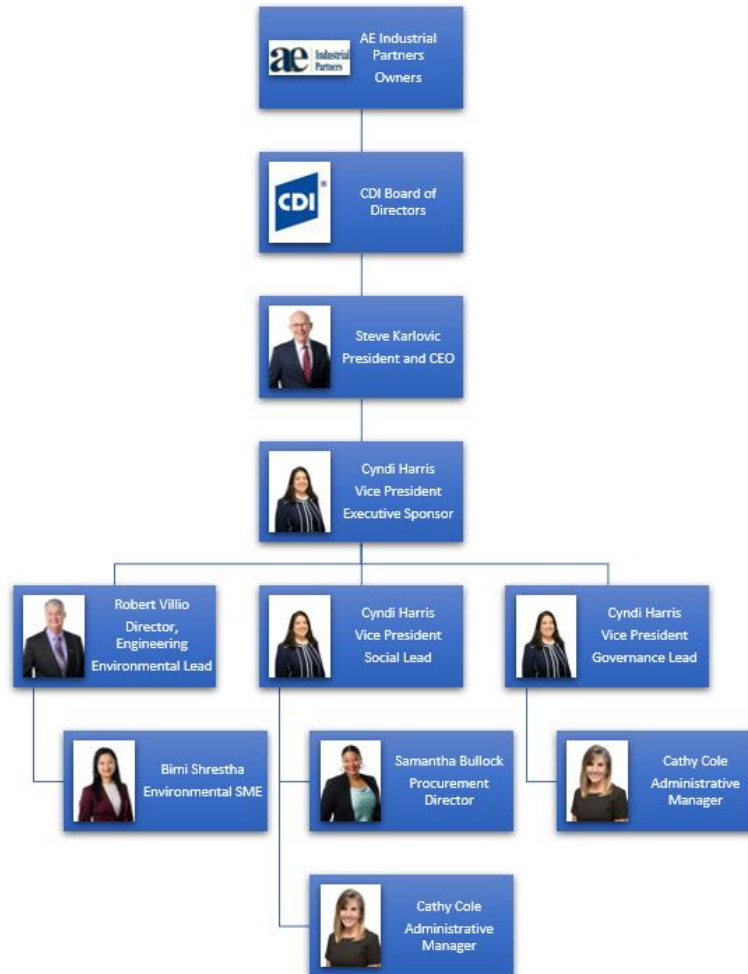 ae Industrial
Partners
AE Industrial
Partners
Owners
CDI®
CDI Board of
Directors
Steve Karlovic
President and CEO
Cyndi Harris
Vice President
Executive Sponsor
Robert Villio
Director,
Engineering
Environmental Lead
Cyndi Harris
Vice President
Social Lead
Cyndi Harris
Vice President
Governance Lead
Bimi Shrestha
Environmental SME
Samantha Bullock
Procurement
Director
Cathy Cole
Administrative
Manager
Cathy Cole
Administrative
Manager